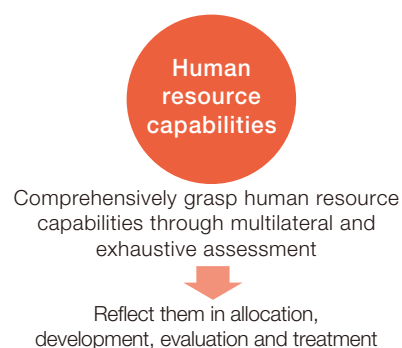 Human
resource
capabilities
Comprehensively grasp human resource
capabilities through multilateral and
exhaustive assessment
Reflect them in allocation,
development, evaluation and treatment